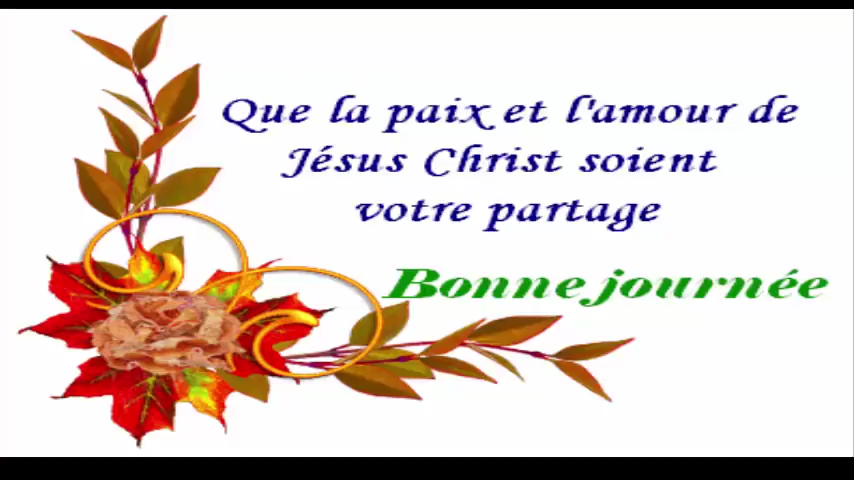 Que la paix et l'amour de
Jésus Christ soient
votre partage
Bonne journée